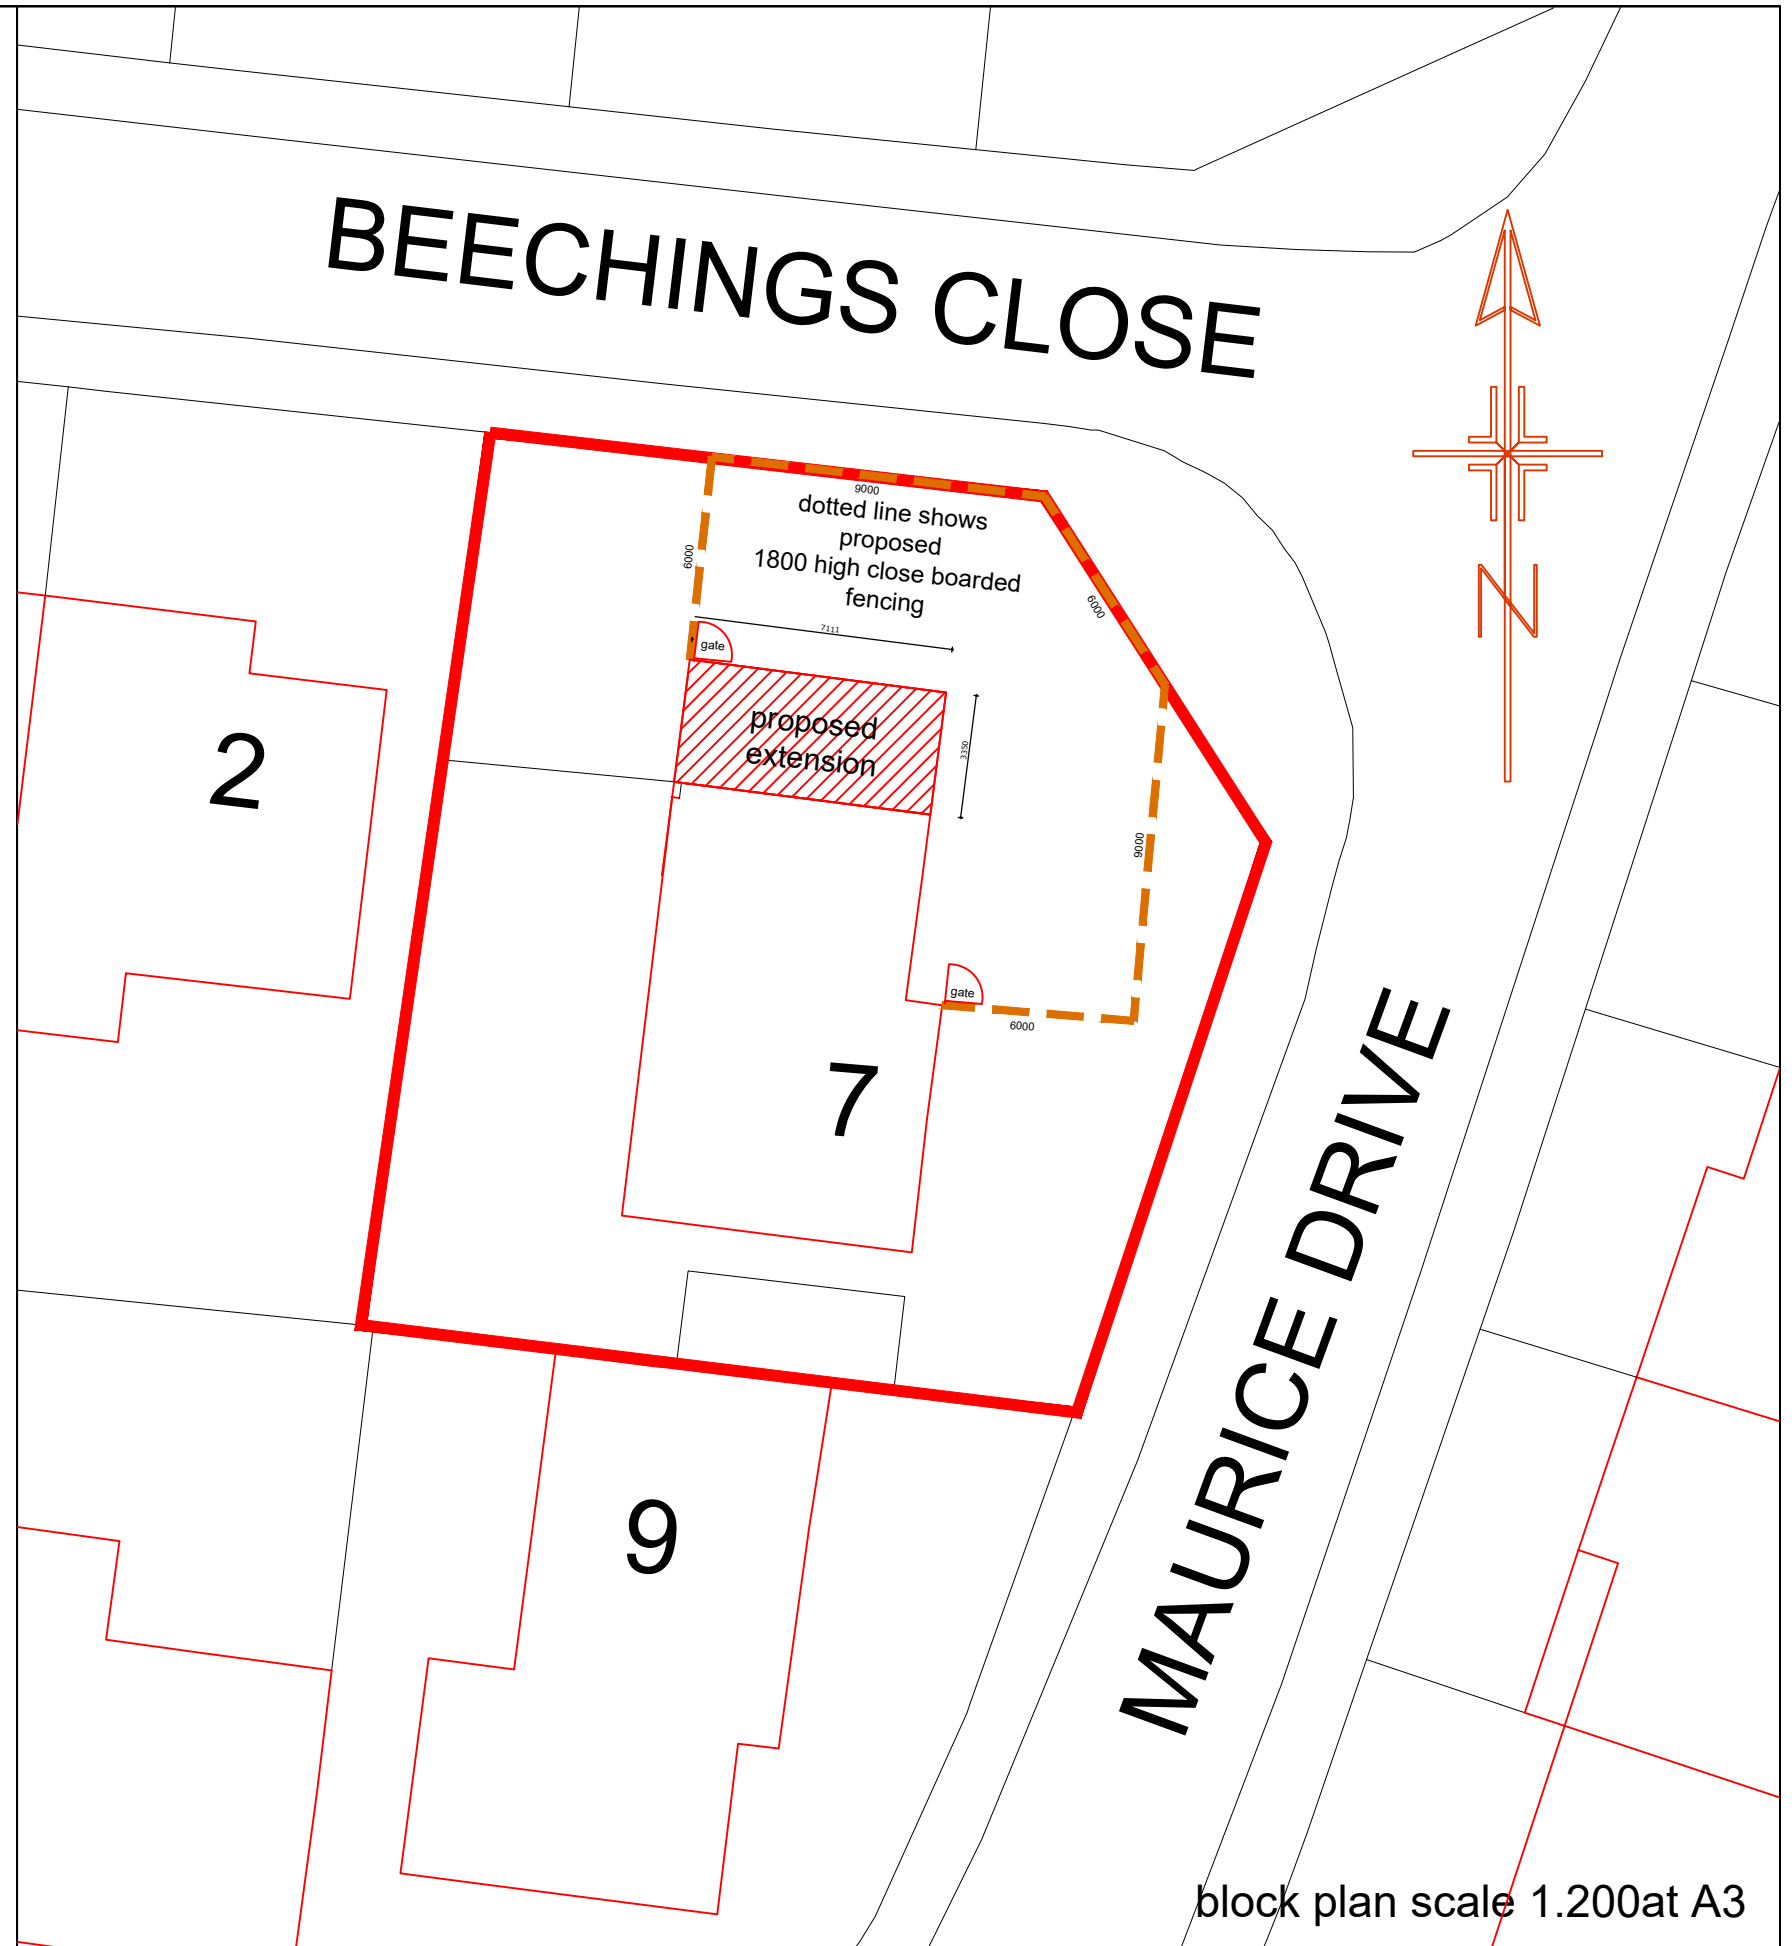 BEECHINGS CLOSE
9000
dotted line shows
proposed
1800 high close boarded
fencing
6000
6000
7111
gate
proposed
extension
3350
2
9000
gate
6000
7
MAURICE DRIVE
9
N
block plan scale 1.200at A3